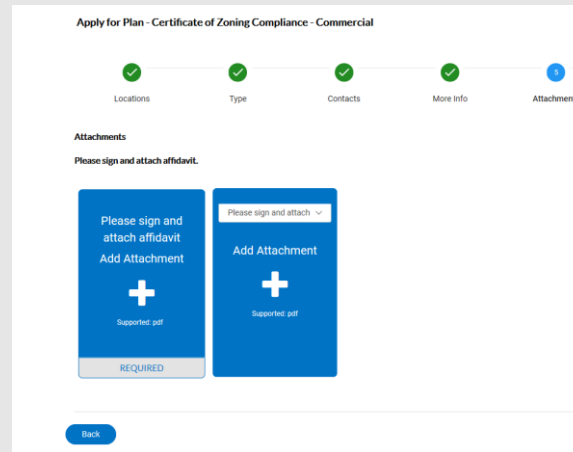 Apply for Plan - Certificate of Zoning Compliance - Commercial
5
Locations
Type
Contacts
More Info
Attachment
Attachments
Please sign and attach affidavit.
Please sign and
attach affidavit
Add Attachment
Supported: pdf
REQUIRED
Please sign and attach
Add Attachment
Supported: pdf
Back